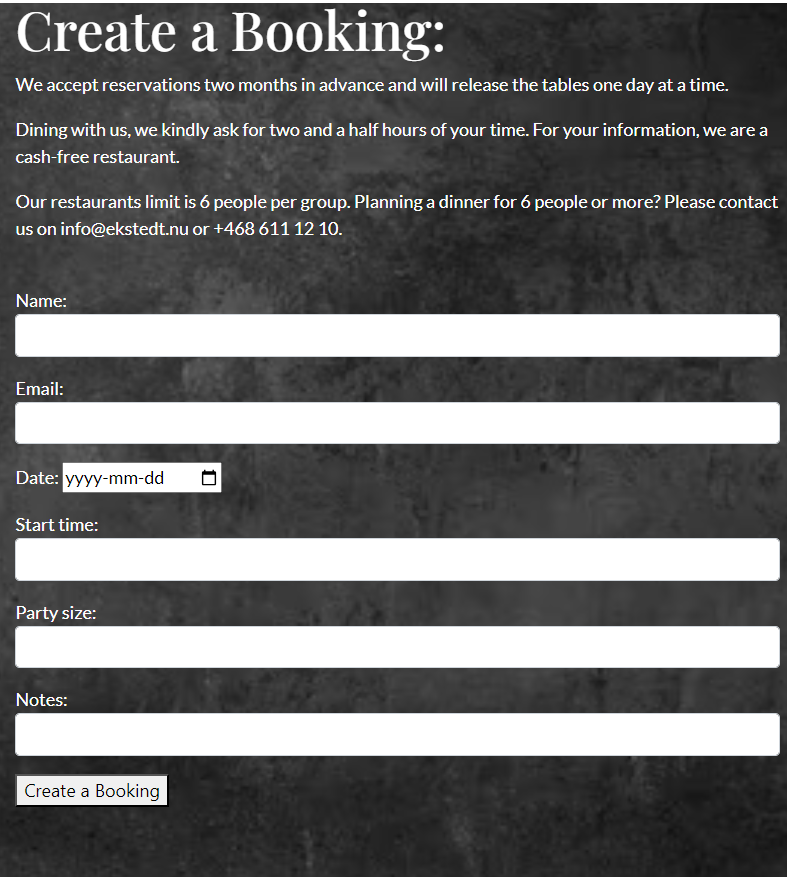 Create a Booking:
We accept reservations two months in advance and will release the tables one day at a time.
Dining with us, we kindly ask for two and a half hours of your time. For your information, we are a
cash-free restaurant.
Our restaurants limit is 6 people per group. Planning a dinner for 6 people or more? Please contact
us on info@ekstedt.nu or +468 611 12 10.
Name:
Email:
Date: yyyy-mm-dd
Start time:
Party size:
Notes:
Create a Booking